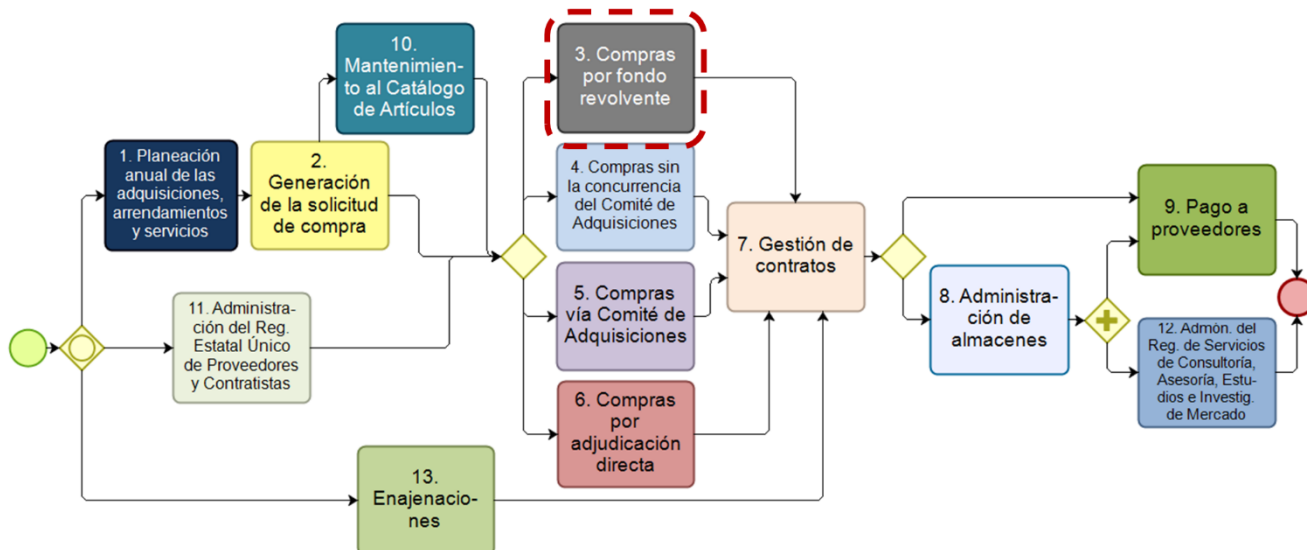 10.
Mantenimien-
to al Catálogo
de Artículos
3. Compras
por fondo
revolvente
1. Planeación
anual de las
adquisiciones,
arrendamientos
y servicios
2.
Generación
de la solicitud
de compra
4. Compras sin
la concurrencia
del Comité de
Adquisiciones
9. Pago a
proveedores
7. Gestión de
contratos
5. Compras
vía Comité de
Adquisiciones
8. Administra-
ción de
almacenes
11. Administra-
ción del Reg.
Estatal Único
de Proveedores
y Contratistas
12. Admòn. del
Reg. de Servicios
de Consultoría,
Asesoría, Estu-
dios e Investig.
de Mercado
6. Compras
por
adjudicación
directa
13.
Enajenacio-
nes